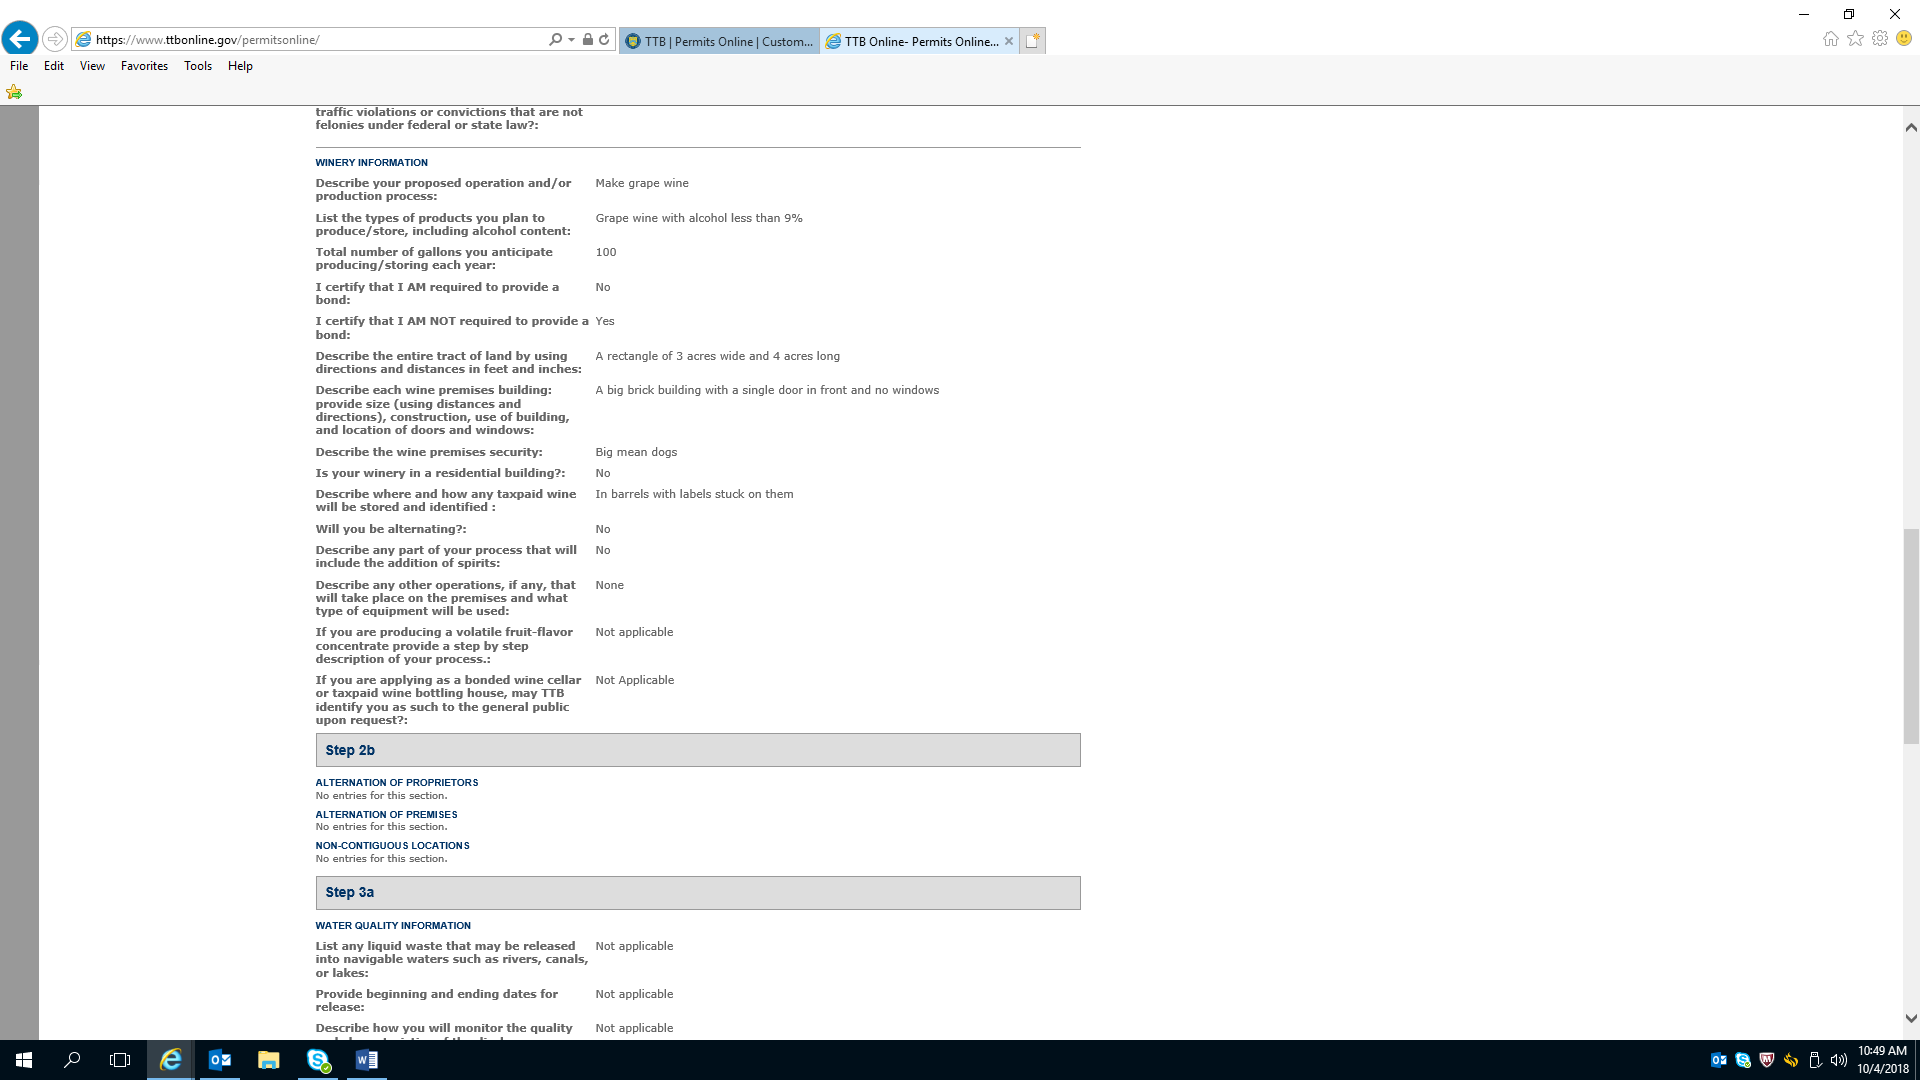 https://www.ttbonline.gov/permitsonline/
TTB | Permits Online | Custom...
TTB Online- Permits Online...
File Edit View Favorites Tools Help
traffic violations or convictions that are not
felonies under federal or state law?:
WINERY INFORMATION
Describe your proposed operation and/or Make grape wine
production process:
List the types of products you plan to Grape wine with alcohol less than 9%
produce/store, including alcohol content:
Total number of gallons you anticipate 100
producing/storing each year:
I certify that I AM required to provide a No
bond:
I certify that I AM NOT required to provide a Yes
bond:
Describe the entire tract of land by using A rectangle of 3 acres wide and 4 acres long
directions and distances in feet and inches:
Describe each wine premises building: A big brick building with a single door in front and no windows
provide size (using distances and
directions), construction, use of building,
and location of doors and windows:
Describe the wine premises security: Big mean dogs
Is your winery in a residential building?: No
Describe where and how any taxpaid wine In barrels with labels stuck on them
will be stored and identified :
Will you be alternating?: No
Describe any part of your process that will No
include the addition of spirits:
Describe any other operations, if any, that None
will take place on the premises and what
type of equipment will be used:
If you are producing a volatile fruit-flavor Not applicable
concentrate provide a step by step
description of your process.:
If you are applying as a bonded wine cellar Not Applicable
or taxpaid wine bottling house, may TTB
identify you as such to the general public
upon request?:
Step 2b
ALTERNATION OF PROPRIETORS
No entries for this section.
ALTERNATION OF PREMISES
No entries for this section.
NON-CONTIGUOUS LOCATIONS
No entries for this section.
Step 3a
WATER QUALITY INFORMATION
List any liquid waste that may be released Not applicable
into navigable waters such as rivers, canals,
or lakes:
Provide beginning and ending dates for Not applicable
release:
Describe how you will monitor the quality Not applicable
10:49 AM
10/4/2018